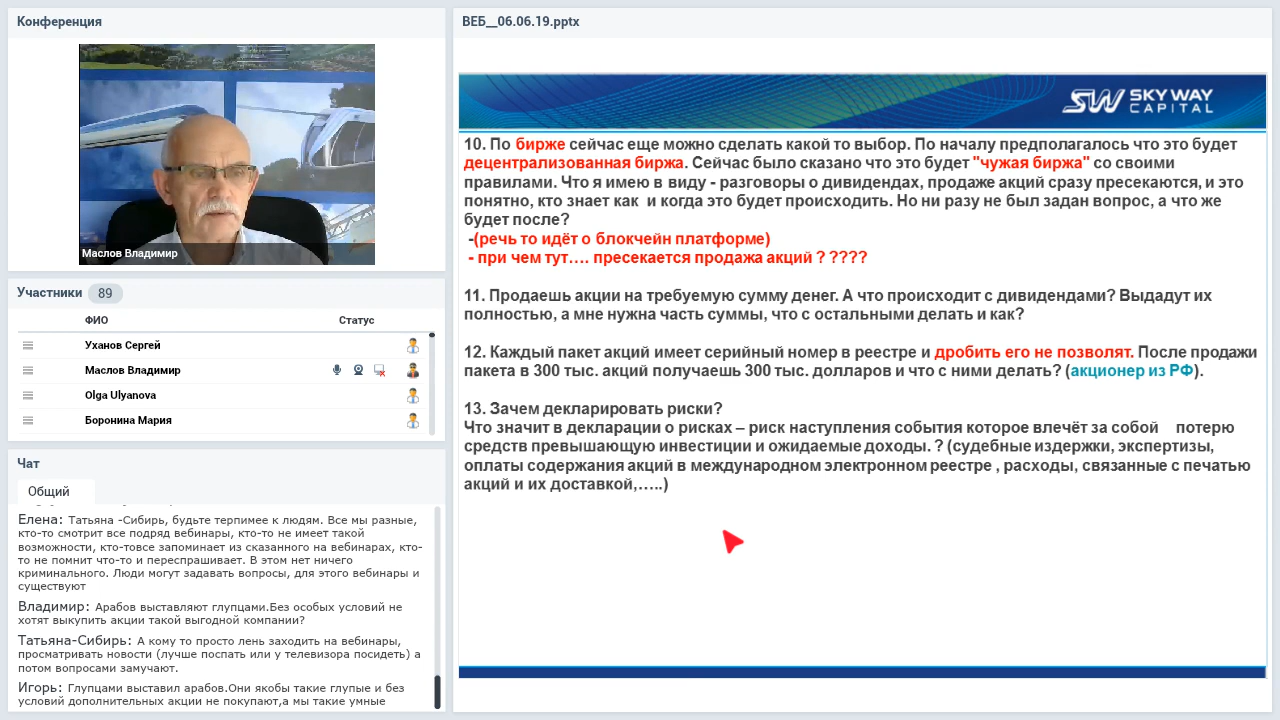 Конференция
Маслов Владимир
Участники 89
ФИО Статус
Уханов Сергей
Маслов Владимир
Olga Ulyanova
Боронина Мария
Чат
Общий
Елена: Татьяна -Сибирь, будьте терпимее к людям. Все мы разные,
кто-то смотрит все подряд вебинары, кто-то не имеет такой
возможности, кто-товсе запоминает из сказанного на вебинарах, кто-
то не помнит что-то и переспрашивает. В этом нет ничего
криминального. Люди могут задавать вопросы, для этого вебинары и
существуют
Владимир: Арабов выставляют глупцами.Без особых условий не
хотят выкупить акции такой выгодной компании?
Татьяна-Сибирь: А кому то просто лень заходить на вебинары,
просматривать новости (лучше поспать или у телевизора посидеть) а
потом вопросами замучают.
Игорь: Глупцами выставил арабов.Они якобы такие глупые и без
условий дополнительных акции не покупают,а мы такие умные
ВЕБ__06.06.19.pptx
SW SKY WAY
CAPITAL
10. По бирже сейчас еще можно сделать какой то выбор. По началу предполагалось что это будет
децентрализованная биржа. Сейчас было сказано что это будет "чужая биржа" со своими
правилами. Что я имею в виду - разговоры о дивидендах, продаже акций сразу пресекаются, и это
понятно, кто знает как и когда это будет происходить. Но ни разу не был задан вопрос, а что же
будет после?
-(речь то идёт о блокчейн платформе)
- при чем тут…. пресекается продажа акций ? ????
11. Продаешь акции на требуемую сумму денег. А что происходит с дивидендами? Выдадут их
полностью, а мне нужна часть суммы, что с остальными делать и как?
12. Каждый пакет акций имеет серийный номер в реестре и дробить его не позволят. После продажи
пакета в 300 тыс. акций получаешь 300 тыс. долларов и что с ними делать? (акционер из РФ).
13. Зачем декларировать риски?
Что значит в декларации о рисках – риск наступления события которое влечёт за собой потерю
средств превышающую инвестиции и ожидаемые доходы. ? (судебные издержки, экспертизы,
оплаты содержания акций в международном электронном реестре , расходы, связанные с печатью
акций и их доставкой,…..)